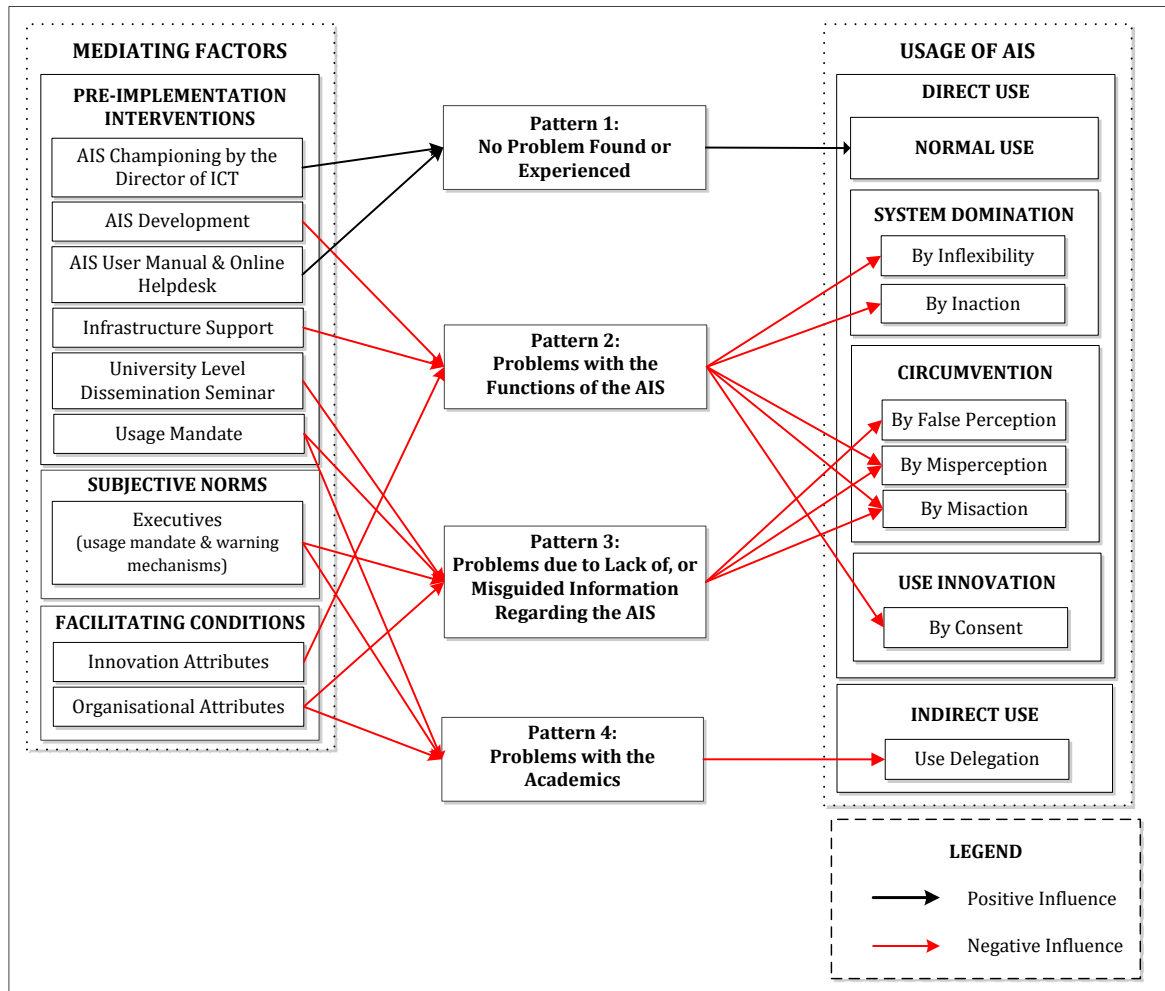 MEDIATING FACTORS
PRE-IMPLEMENTATION
INTERVENTIONS
AIS Championing by the
Director of ICT
AIS Development
AIS User Manual & Online
Helpdesk
Infrastructure Support
University Level
Dissemination Seminar
Usage Mandate
SUBJECTIVE NORMS
Executives
(usage mandate & warning
mechanisms)
FACILITATING CONDITIONS
Innovation Attributes
Organisational Attributes
Pattern 1:
No Problem Found or
Experienced
Pattern 2:
Problems with the
Functions of the AIS
Pattern 3:
Problems due to Lack of, or
Misguided Information
Regarding the AIS
Pattern 4:
Problems with the
Academics
USAGE OF AIS
DIRECT USE
NORMAL USE
SYSTEM DOMINATION
By Inflexibility
By Inaction
CIRCUMVENTION
By False Perception
By Misperception
By Misaction
USE INNOVATION
By Consent
INDIRECT USE
Use Delegation
LEGEND
Positive Influence
Negative Influence